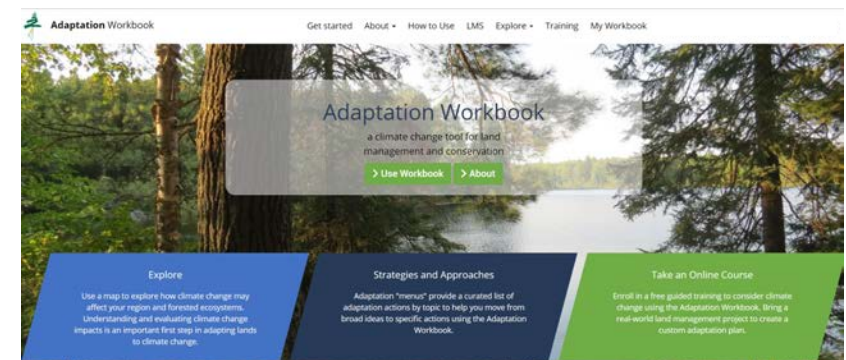 Adaptation Workbook
Get started About How to Use LMS Explore Training My Workbook
Adaptation Workbook
a climate change tool for land
management and conservation
Use Workbook About
Explore
Use a map to explore how climate change may
affect your region and forested ecosystems.
Understanding and evaluating climate change
impacts is an important first step in adapting lands
to climate change.
Strategies and Approaches
Adaptation "menus" provide a curated list of
adaptation actions by topic to help you move from
broad ideas to specific actions using the Adaptation
Workbook.
Take an Online Course
Enroll in a free guided training to consider climate
change using the Adaptation Workbook. Bring a
real-world land management project to create a
custom adaptation plan.